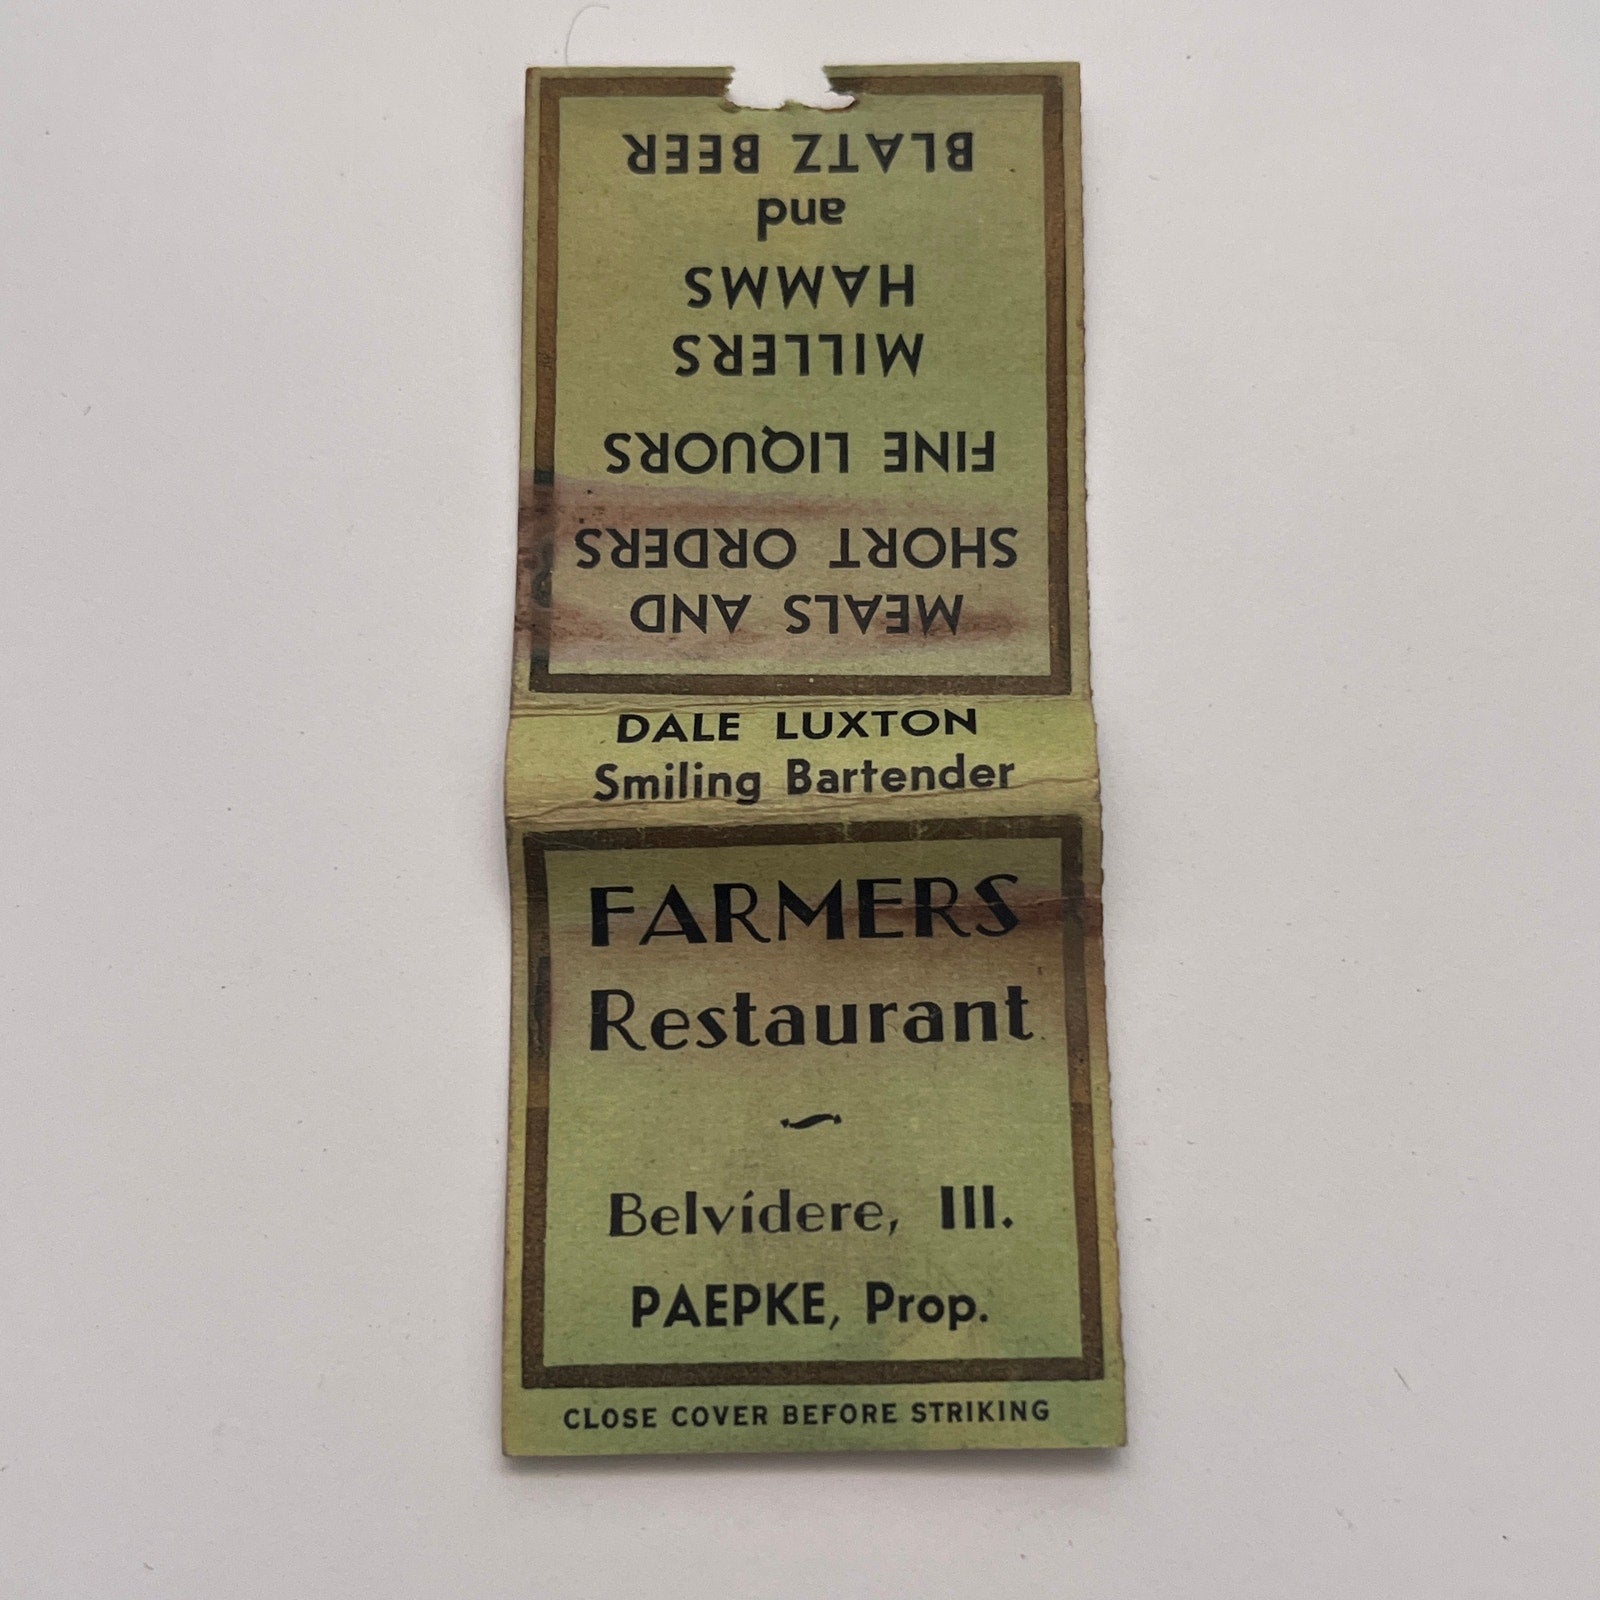 MEALS AND
SHORT ORDERS
FINE LIQUORS
MILLERS
HAMMS
and
BLATZ BEER
DALE LUXTON
Smiling Bartender
FARMERS
Restaurant
Belvidere, Ill.
PAEPKE, Prop.
CLOSE COVER BEFORE STRIKING